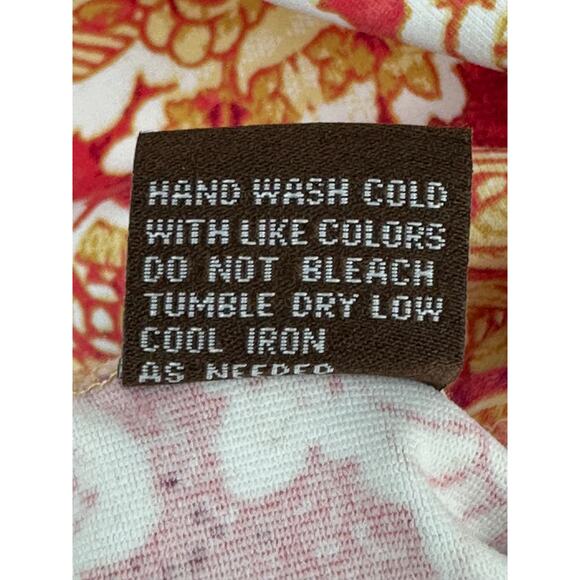 HAND WASH COLD
WITH LIKE COLORS
DO NOT BLEACH
TUMBLE DRY LOW
COOL IRON
AS NEEDED